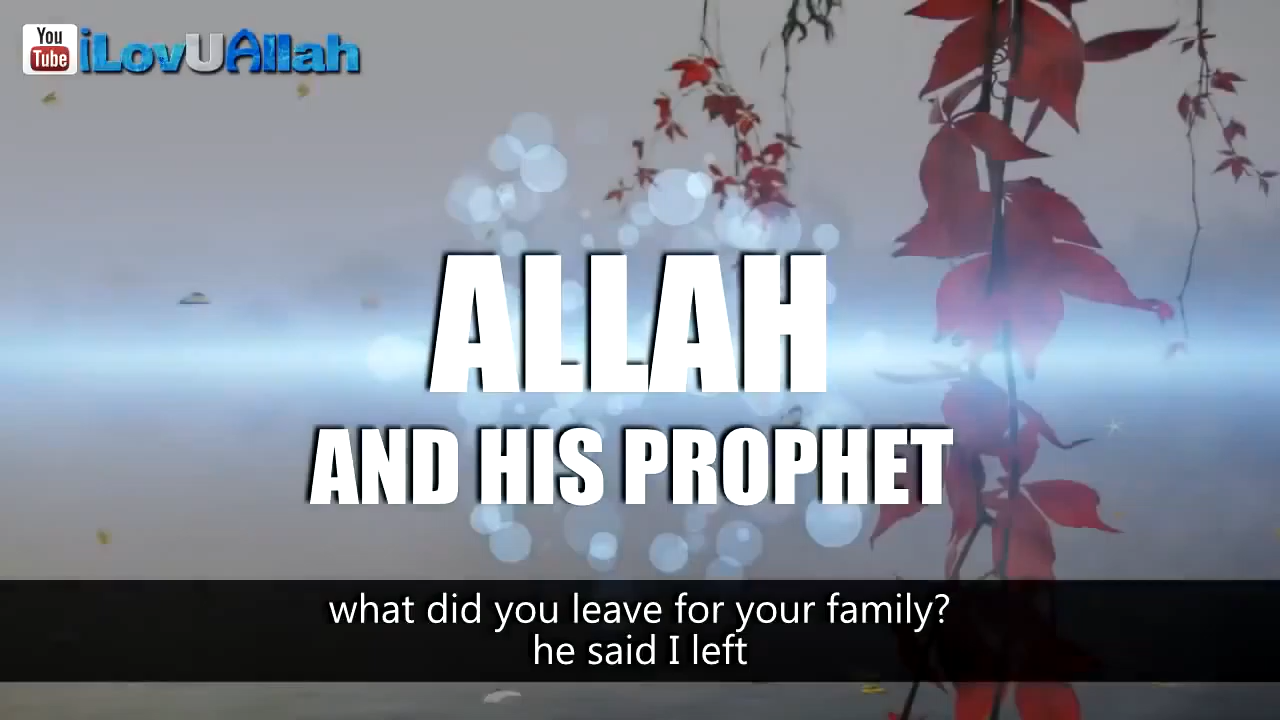 You
Tube
iLovUAllah
ALLAH
AND HIS PROPHET
what did you leave for your family?
he said I left